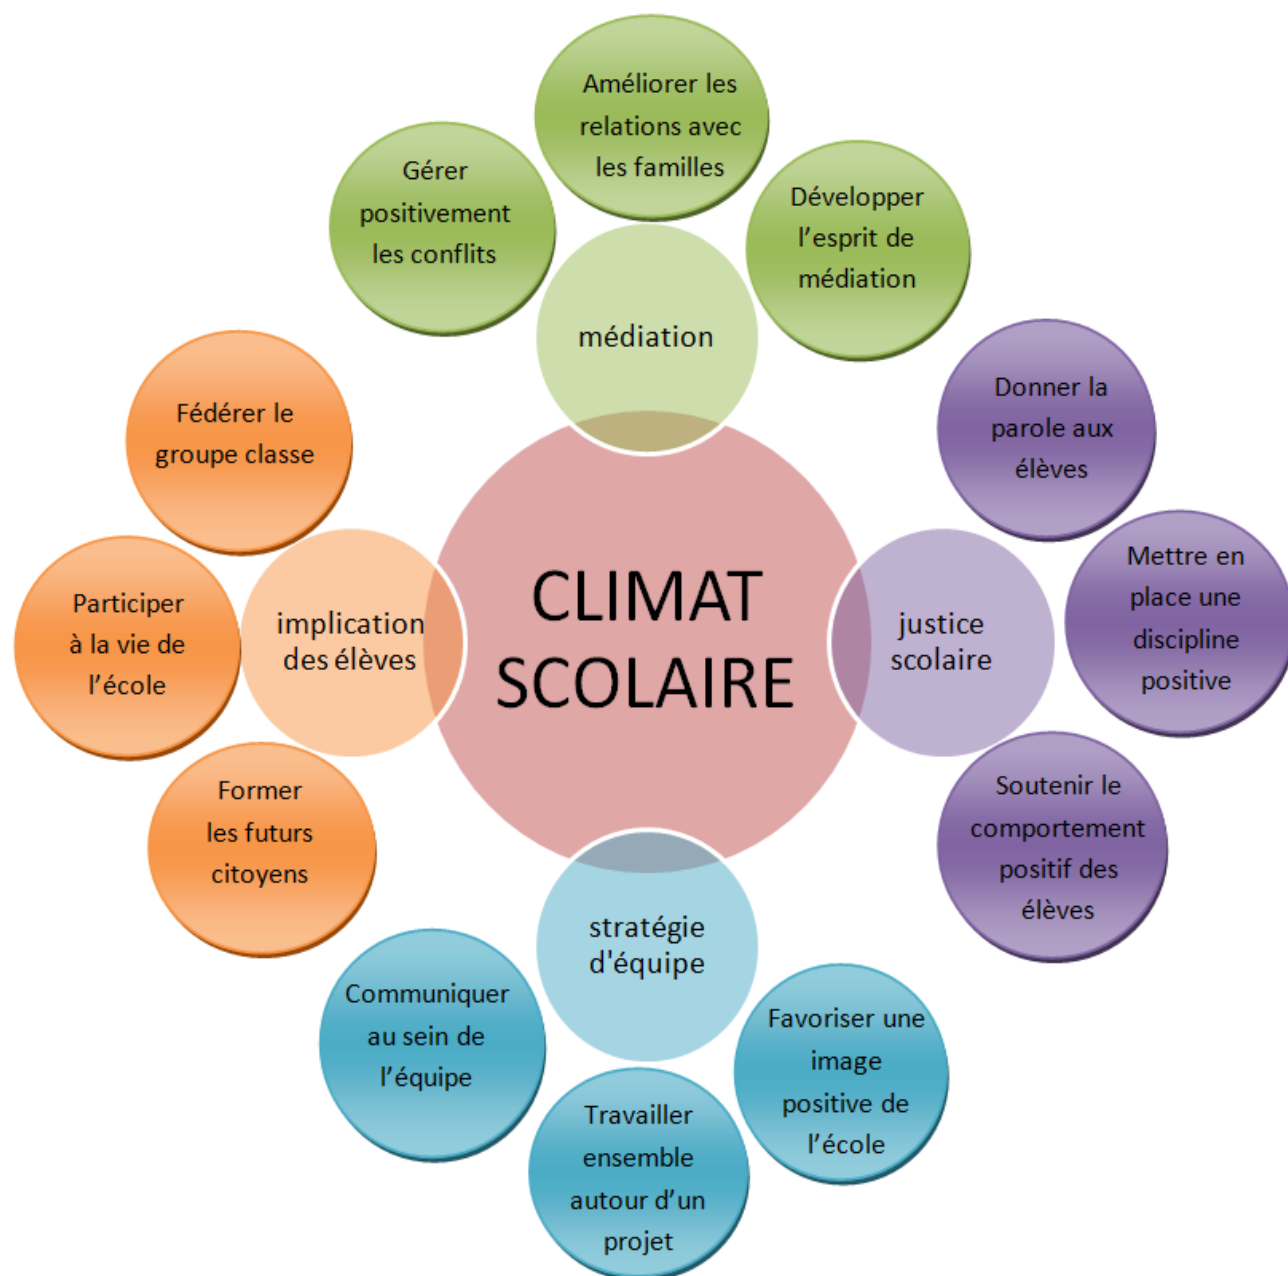 Améliorer les
relations avec
les familles
Gérer
positivement
les conflits
Développer
l’esprit de
médiation
médiation
Donner la
parole aux
élèves
Mettre en
place une
discipline
positive
Soutenir le
comportement
positif des
élèves
justice
scolaire
CLIMAT
SCOLAIRE
Fédérer le
groupe classe
Participer
à la vie de
l’école
Former
les futurs
citoyens
implication
des élèves
stratégie
d'équipe
Communiquer
au sein de
l’équipe
Travailler
ensemble
autour d’un
projet
Favoriser une
image
positive de
l’école